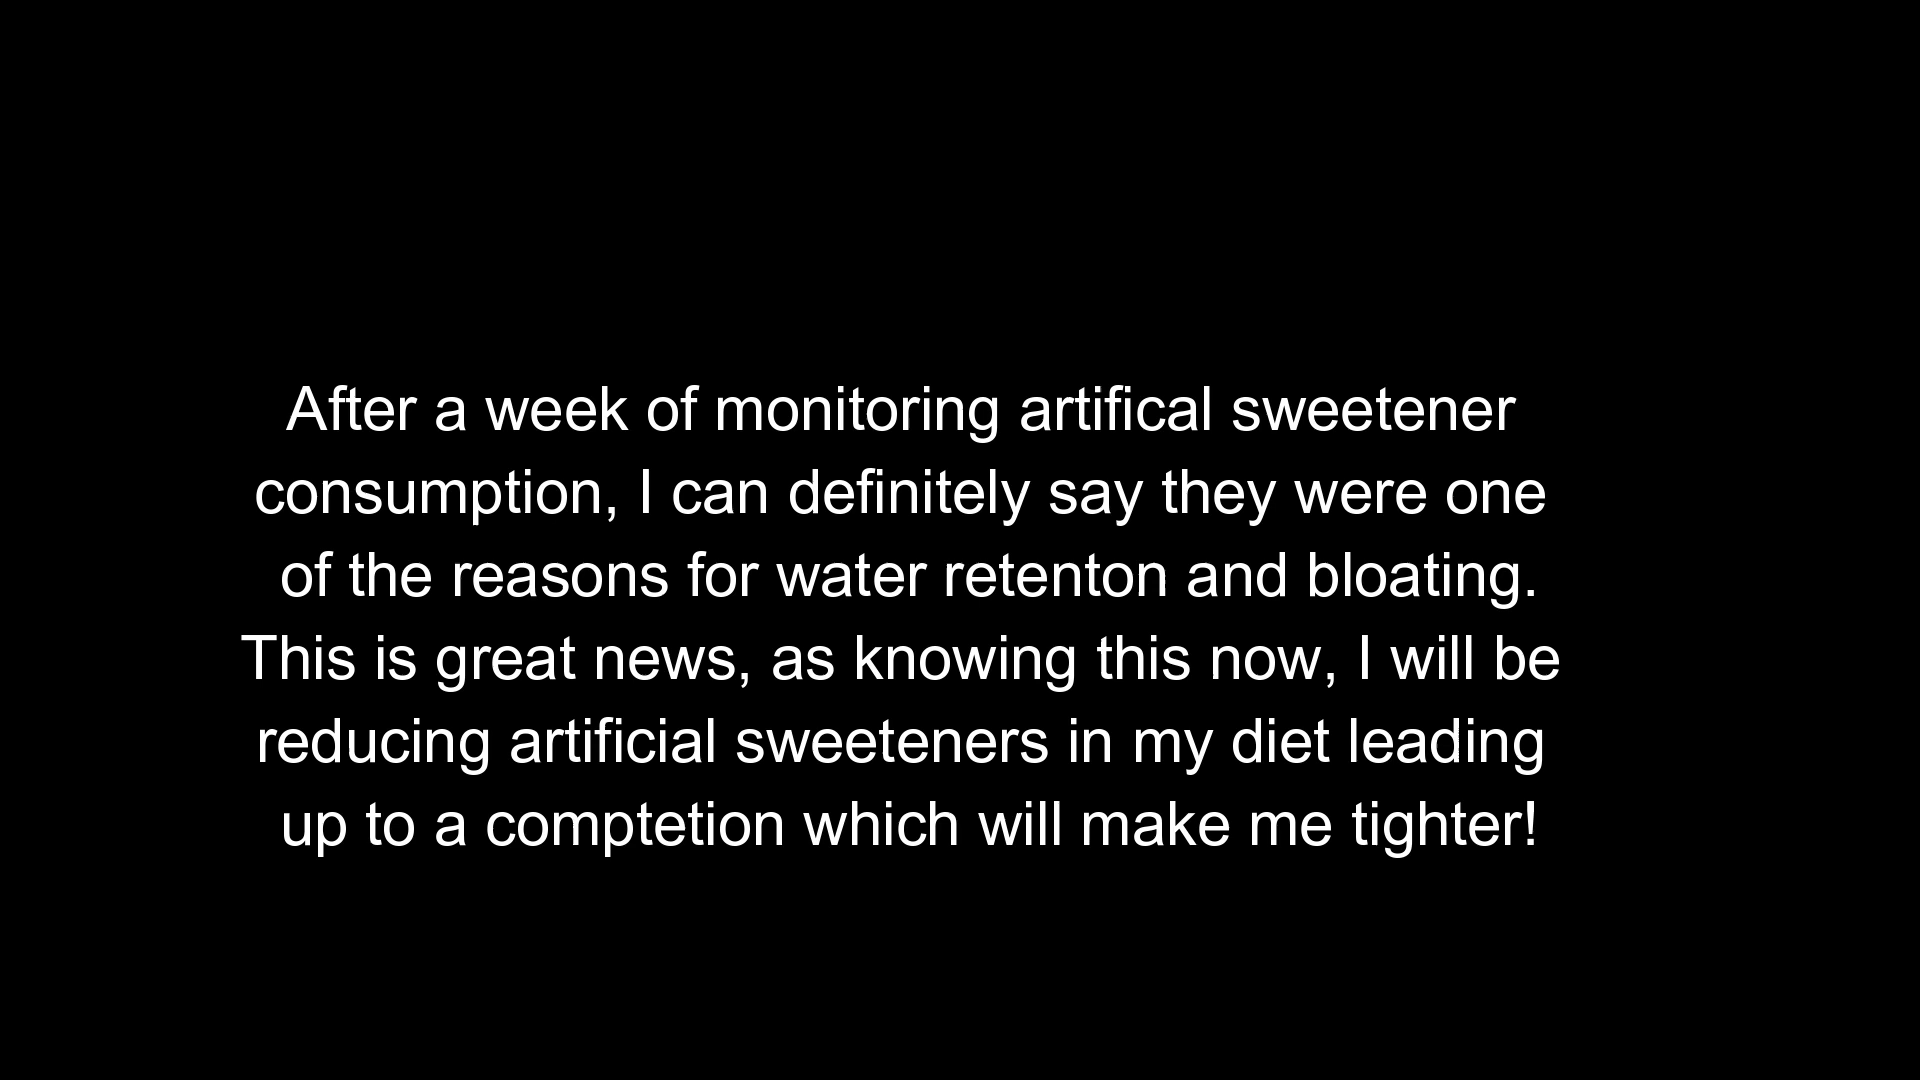 After a week of monitoring artifical sweetener
consumption, I can definitely say they were one
of the reasons for water retenton and bloating.
This is great news, as knowing this now, I will be
reducing artificial sweeteners in my diet leading
up to a comptetion which will make me tighter!